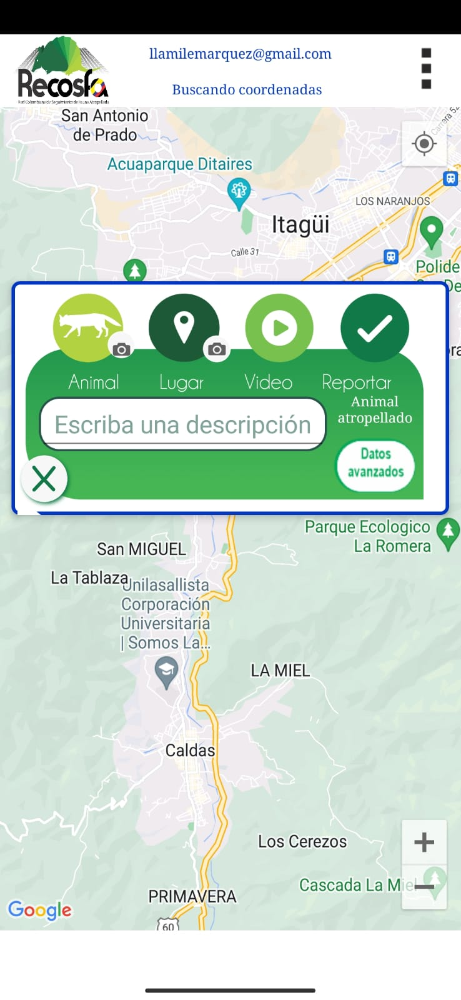 llamilemarquez@gmail.com
Recosfa
Red Colombiana de Seguimiento de Fauna Atropellada
Buscando coordenadas
San Antonio
de Prado
Carrera 52
Acuaparque Ditaires
LOS NARANJOS
Itagüi
Calle 31
Polide
De
Animal
Lugar
Video
Reportar
Animal
atropellado
Escriba una descripción
Datos
avanzados
Parque Ecologico
La Romera
San MIGUEL
La Tablaza
Unilasallista
Corporación
Universitaria
| Somos La...
LA MIEL
Caldas
Los Cerezos
Cascada La Miel
PRIMAVERA
Google
60